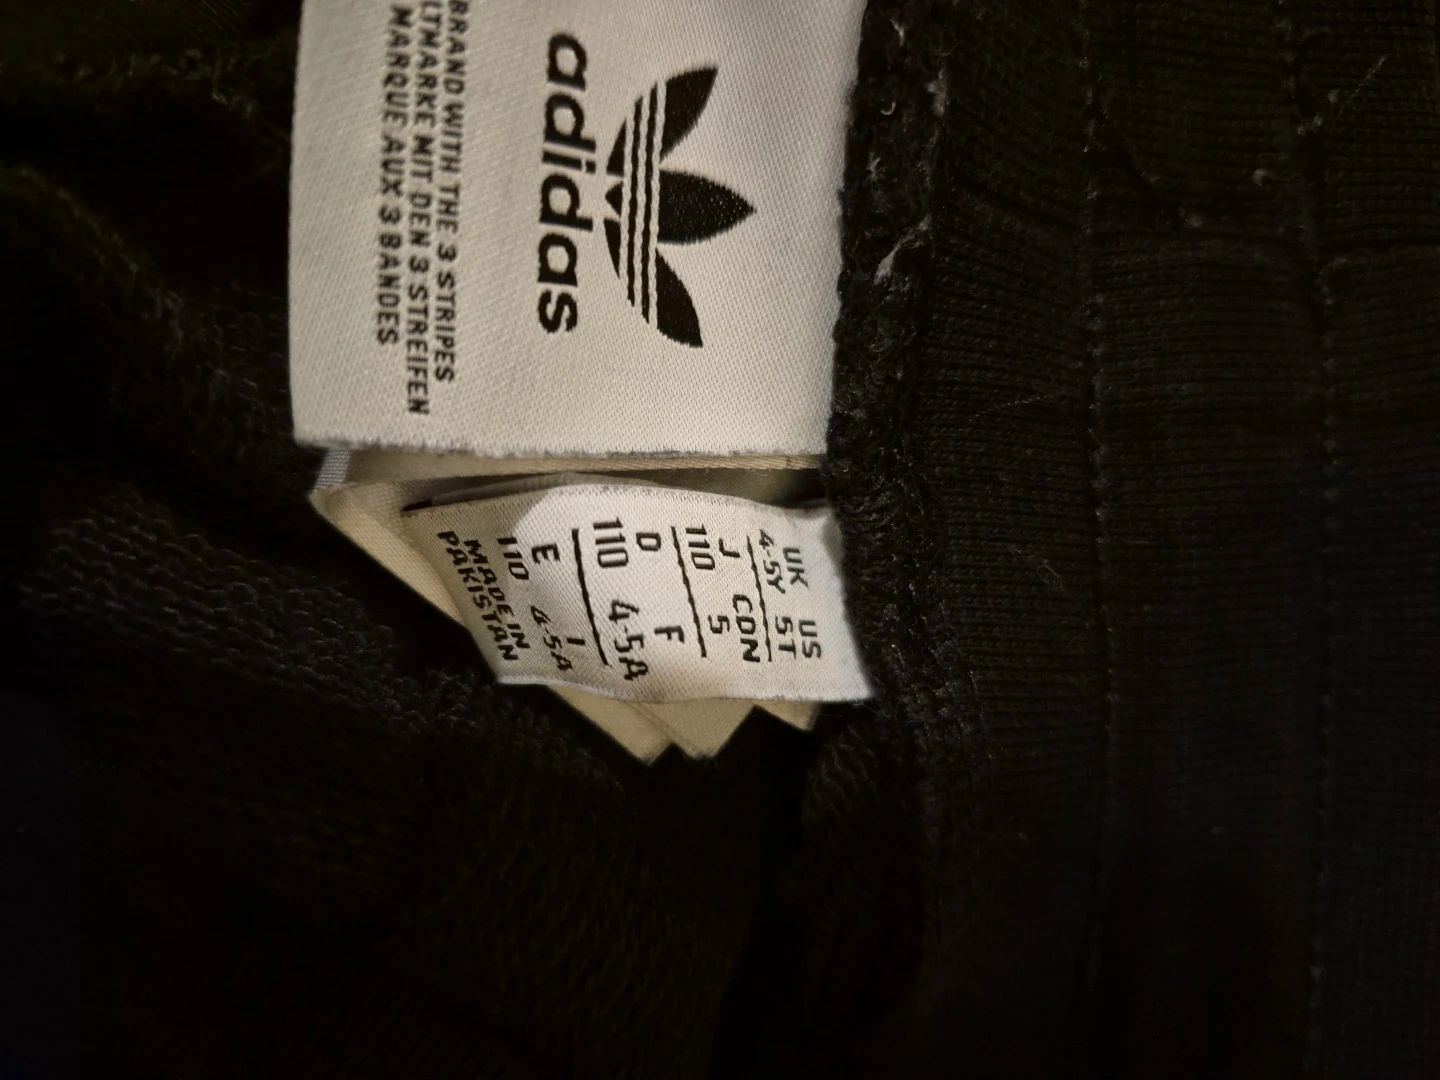 adidas
BRAND WITH THE 3 STRIPES
LTMARKE MIT DEN 3 STREIFEN
MARQUE AUX 3 BANDES
UK US
4-5Y 5T
J CDN
110 5
D F
110 4-5A
E I
110 4-5A
MADE IN
PAKISTAN